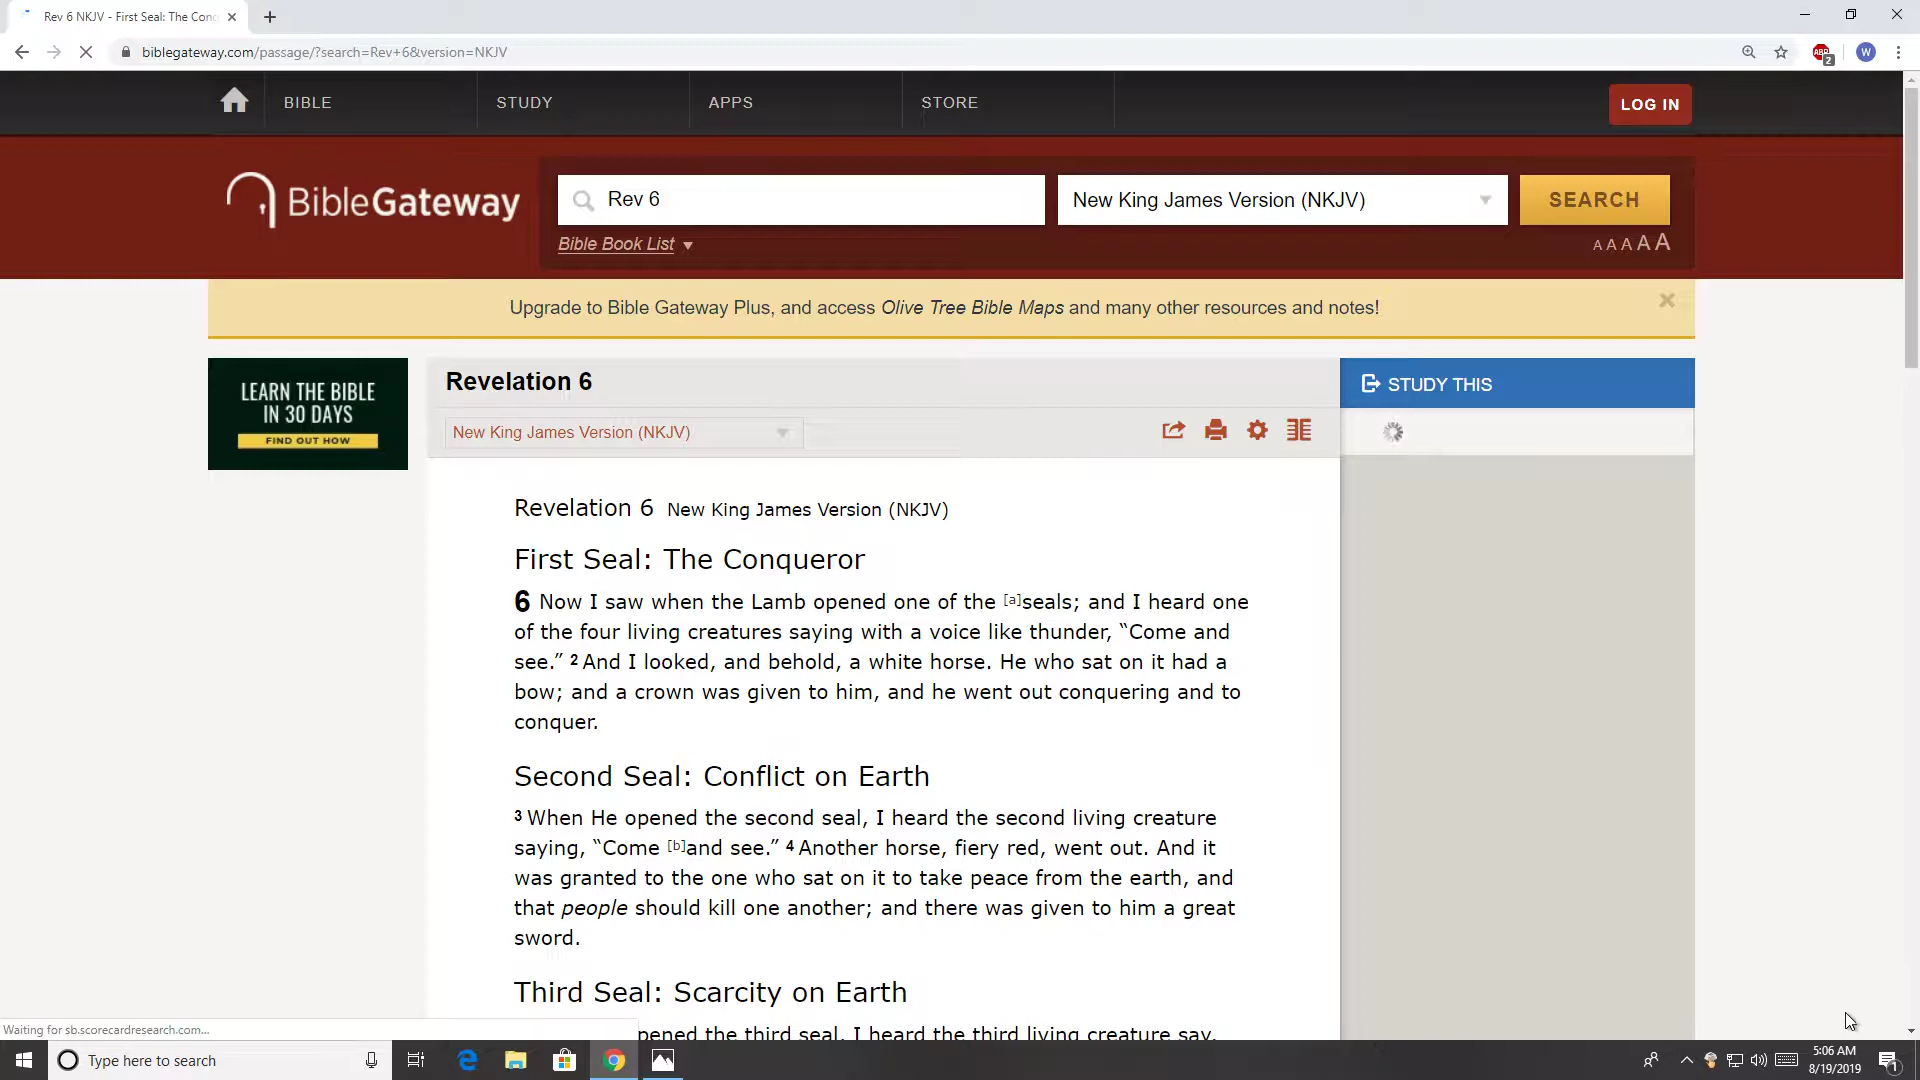 Rev 6 NKJV - First Seal: The Conq
biblegateway.com/passage/?search=Rev+6&version=NKJV
ABP
2
W
BIBLE
STUDY
APPS
STORE
LOG IN
BibleGateway
Rev 6
New King James Version (NKJV)
SEARCH
Bible Book List
A A A A A
Upgrade to Bible Gateway Plus, and access Olive Tree Bible Maps and many other resources and notes!
LEARN THE BIBLE
IN 30 DAYS
FIND OUT HOW
Revelation 6
STUDY THIS
New King James Version (NKJV)
Revelation 6 New King James Version (NKJV)
First Seal: The Conqueror
6 Now I saw when the Lamb opened one of the [a]seals; and I heard one
of the four living creatures saying with a voice like thunder, “Come and
see.” 2 And I looked, and behold, a white horse. He who sat on it had a
bow; and a crown was given to him, and he went out conquering and to
conquer.
Second Seal: Conflict on Earth
3 When He opened the second seal, I heard the second living creature
saying, “Come [b]and see.” 4 Another horse, fiery red, went out. And it
was granted to the one who sat on it to take peace from the earth, and
that people should kill one another; and there was given to him a great
sword.
Third Seal: Scarcity on Earth
pened the third seal, I heard the third living creature say,
Waiting for sb.scorecardresearch.com...
Type here to search
5:06 AM
8/19/2019
1